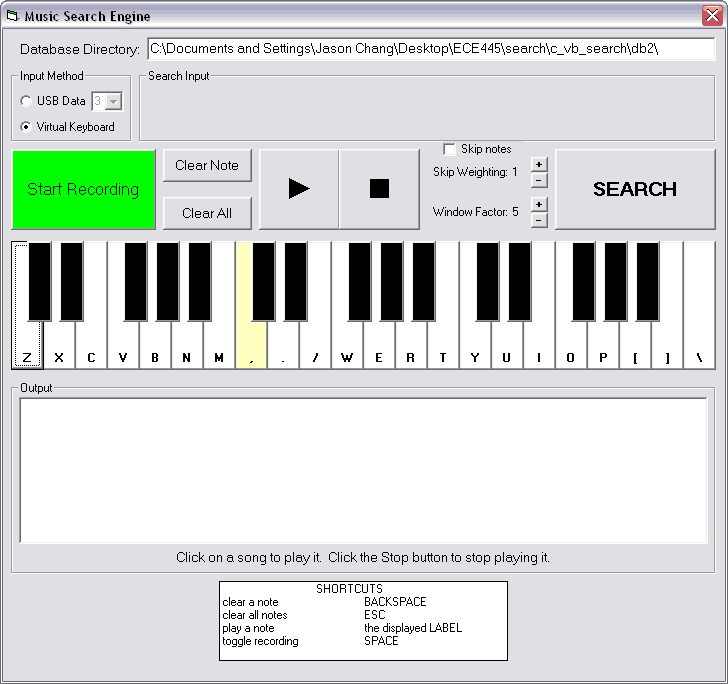 Music Search Engine
Database Directory: C:\Documents and Settings\Jason Chang\Desktop\ECE445\search\c_vb_search\db2\
Input Method
Search Input
USB Data 3
Virtual Keyboard
Start Recording
Clear Note
Clear All
Skip notes
Skip Weighting: 1 + -
Window Factor: 5 + -
SEARCH
Z X C V B N M , . / W E R T Y U I O P [ ] \
Output
Click on a song to play it. Click the Stop button to stop playing it.
SHORTCUTS
clear a note BACKSPACE
clear all notes ESC
play a note the displayed LABEL
toggle recording SPACE